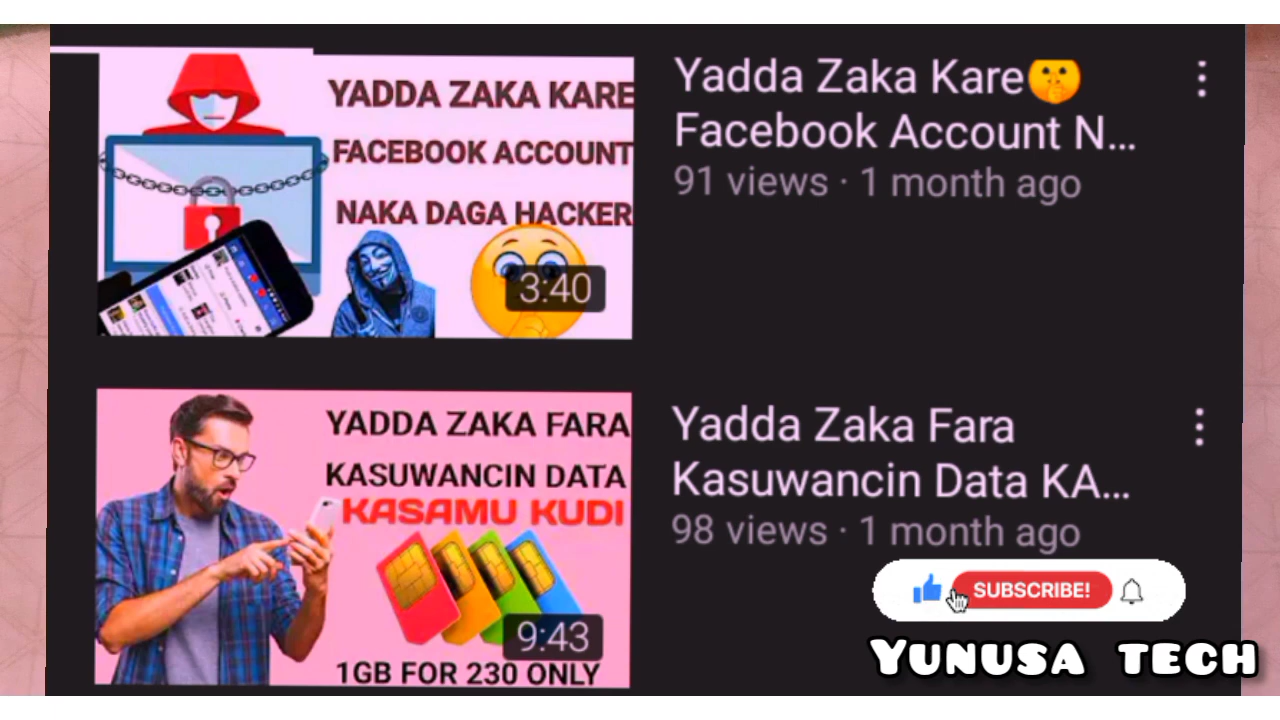 YADDA ZAKA KARE
FACEBOOK ACCOUNT
NAKA DAGA HACKER
3:40
Yadda Zaka Kare🤫
Facebook Account N...
91 views · 1 month ago
YADDA ZAKA FARA
KASUWANCIN DATA
KASAMU KUDI
9:43
1GB FOR 230 ONLY
Yadda Zaka Fara
Kasuwancin Data KA...
98 views · 1 month ago
SUBSCRIBE!
YUNUSA TECH